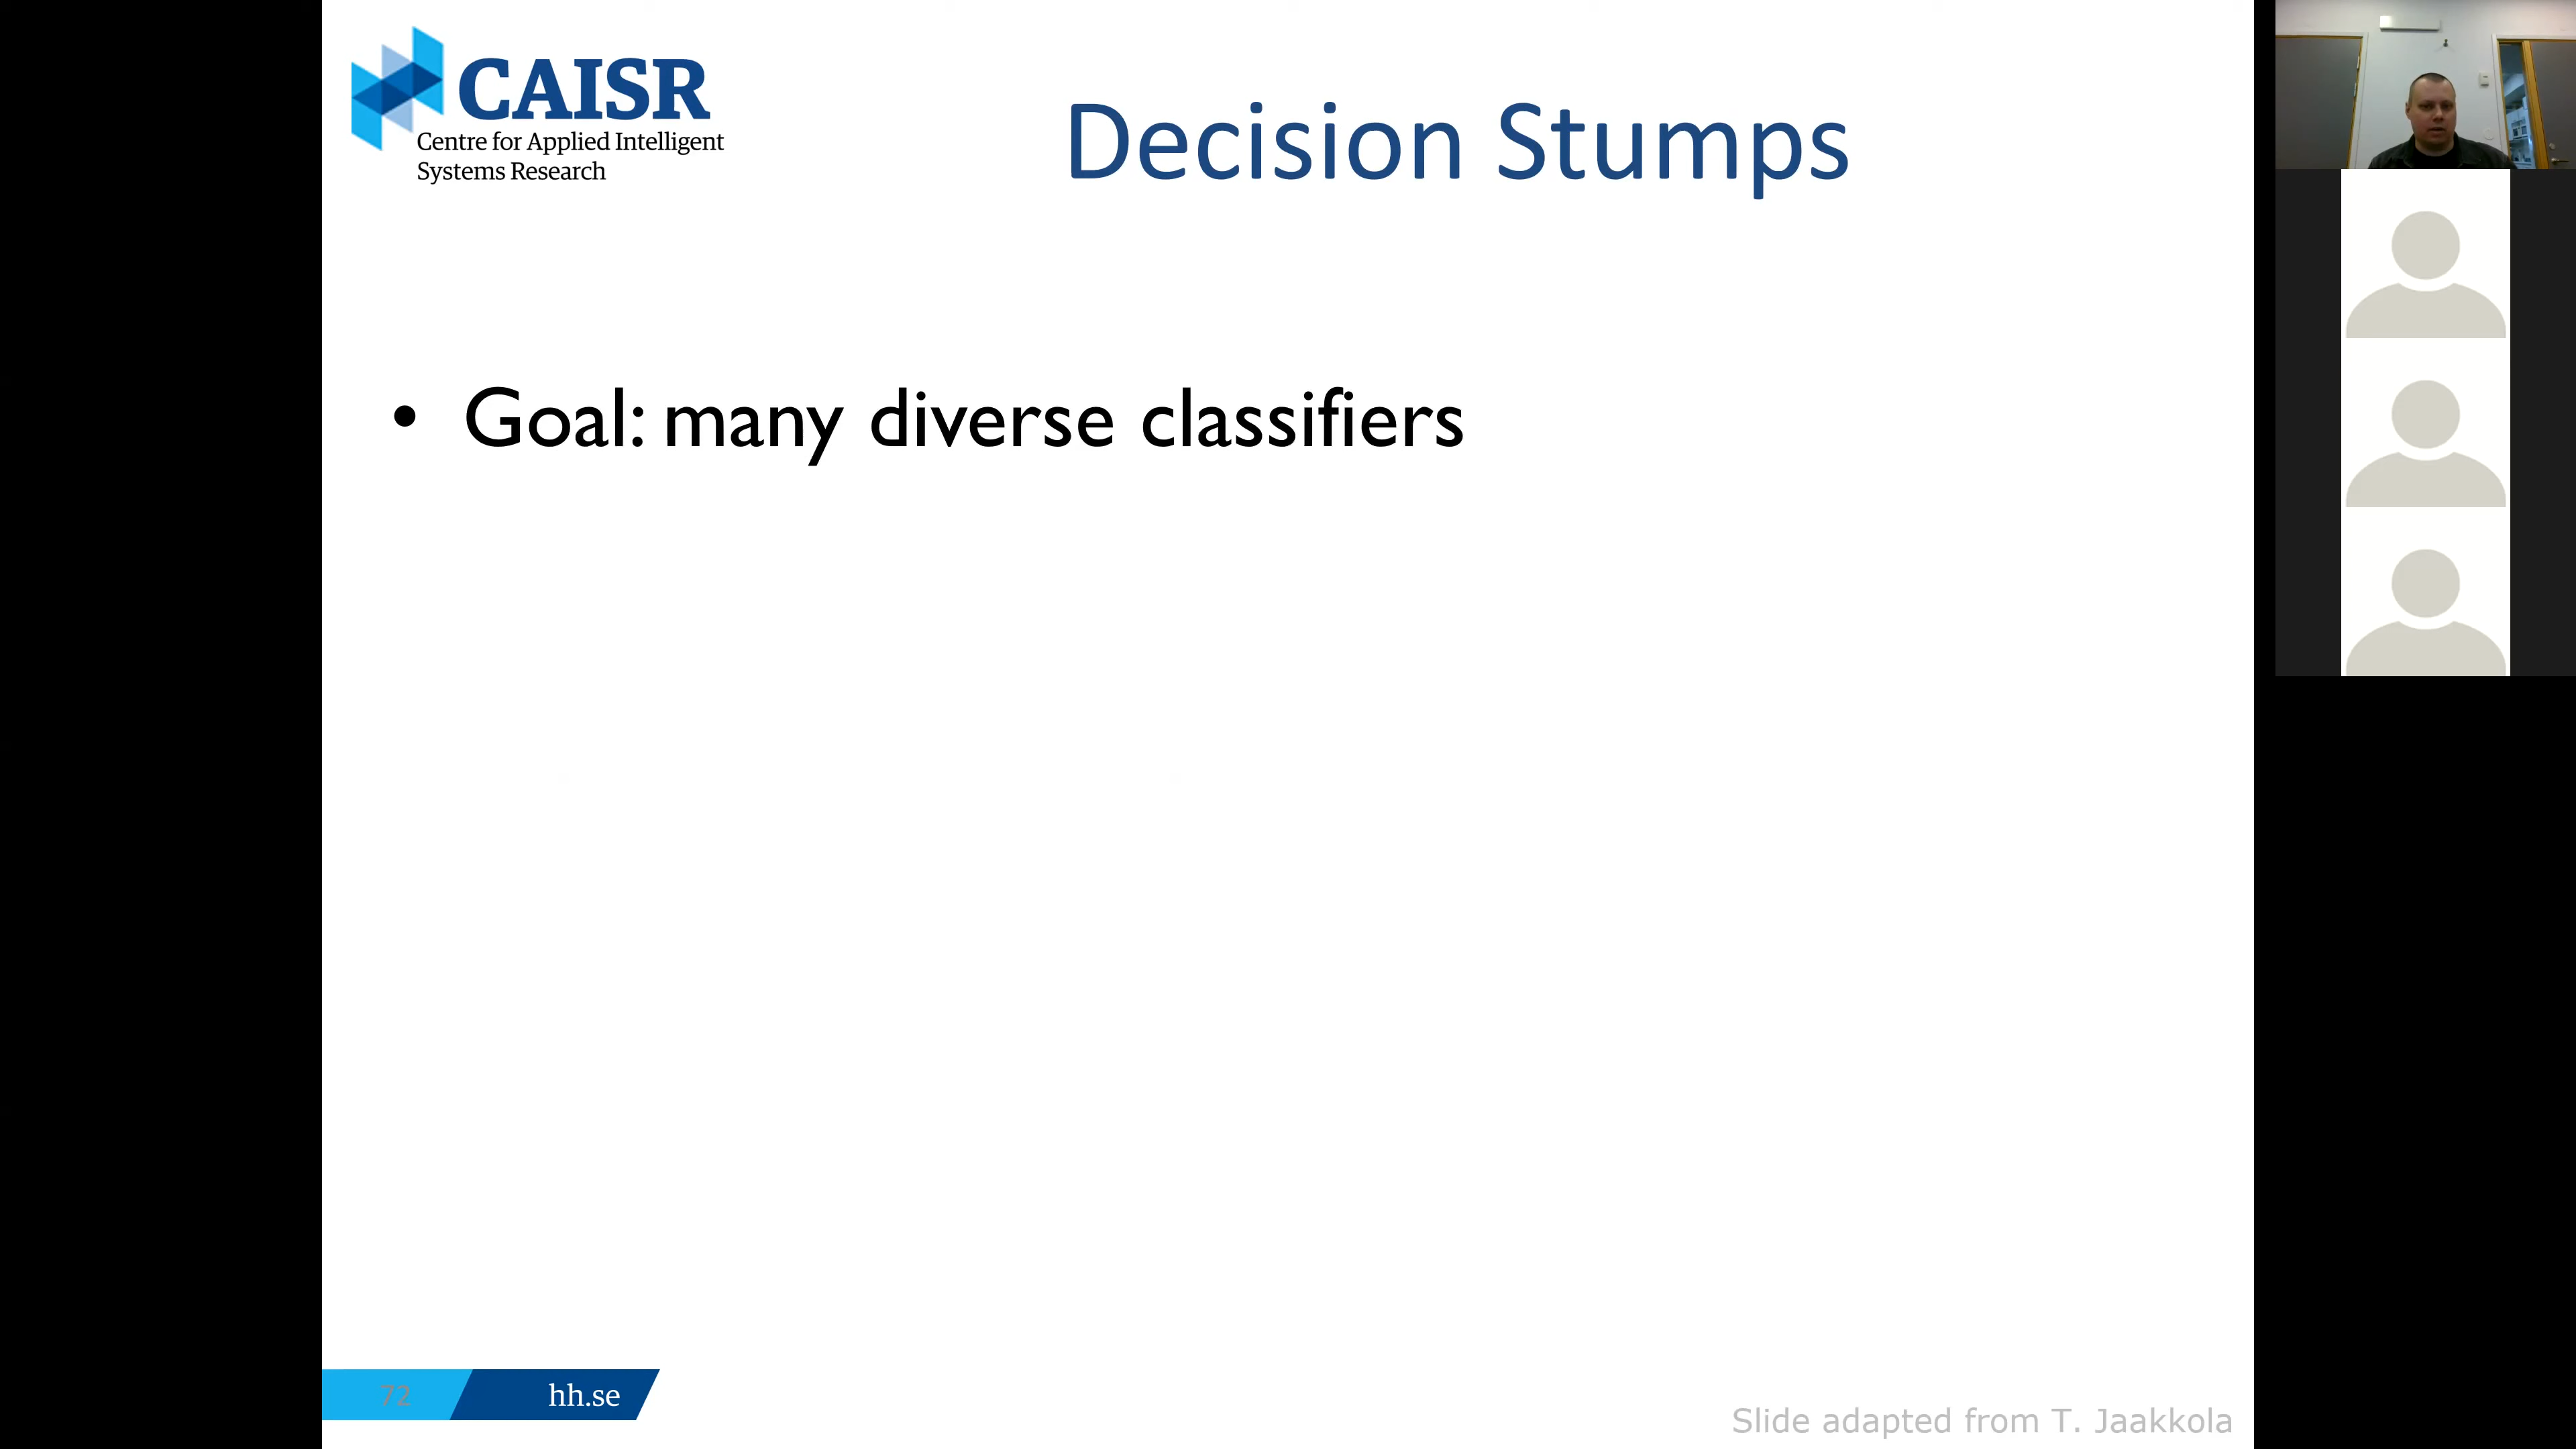 CAISR
Centre for Applied Intelligent
Systems Research
Decision Stumps
• Goal: many diverse classifiers
72
hh.se
Slide adapted from T. Jaakkola